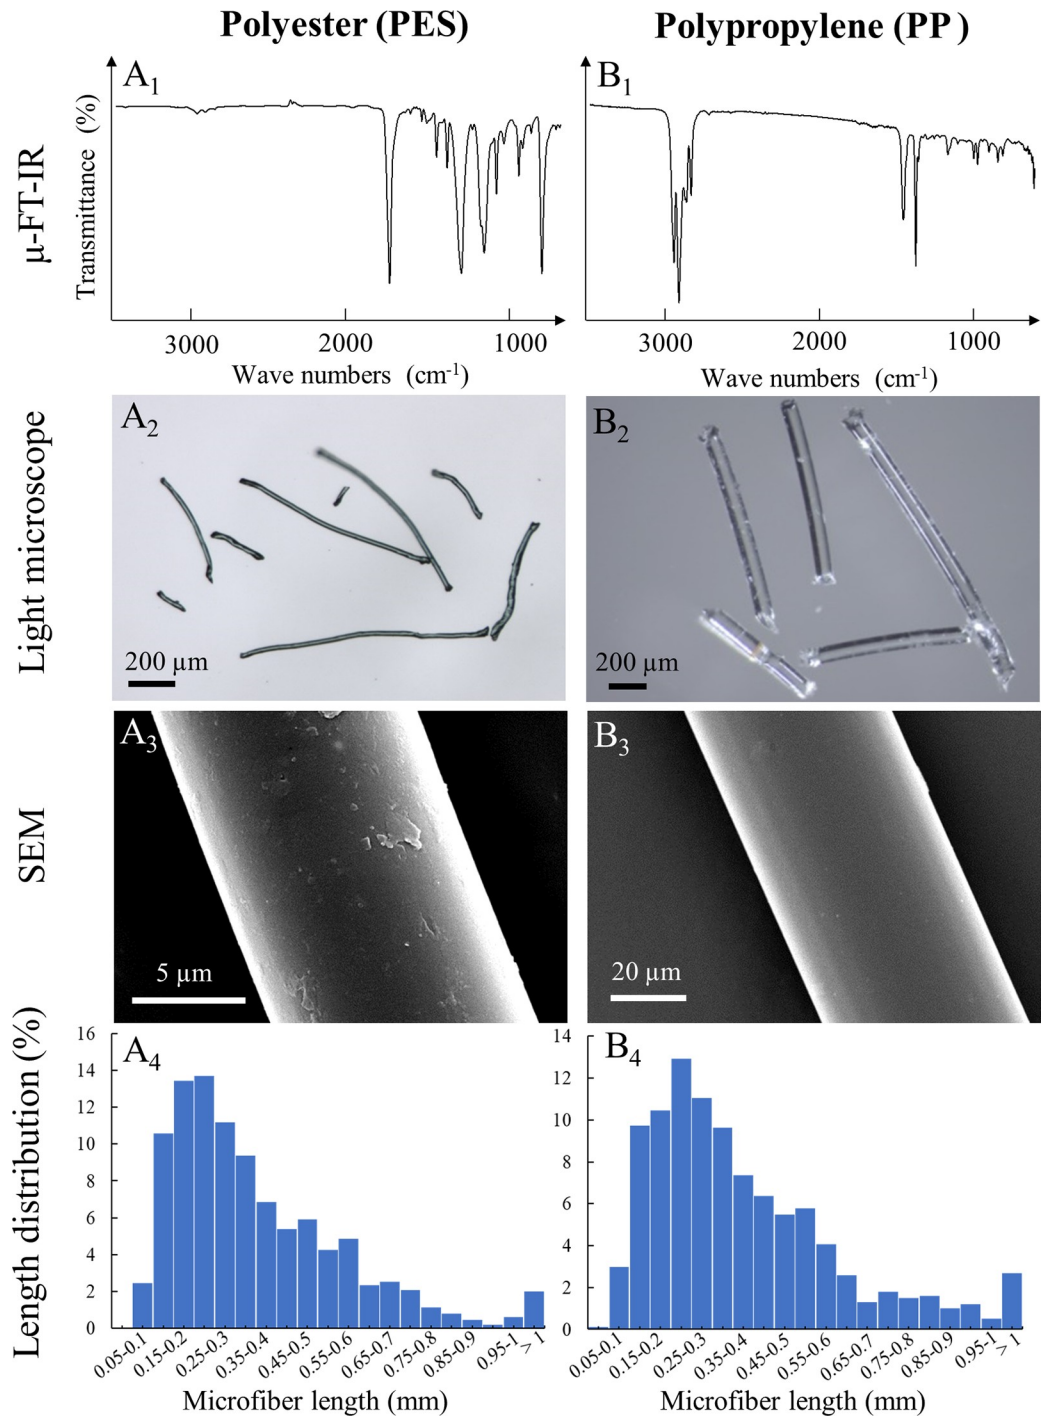 Polyester (PES)
Polypropylene (PP )
μ-FT-IR
Transmittance (%)
A1
B1
3000
2000
1000
Wave numbers (cm-1)
3000
2000
1000
Wave numbers (cm-1)
Light microscope
A2
200 µm
B2
200 µm
SEM
A3
5 µm
B3
20 µm
Length distribution (%)
A4
16
14
12
10
8
6
4
2
0
0.05-0.1
0.15-0.2
0.25-0.3
0.35-0.4
0.45-0.5
0.55-0.6
0.65-0.7
0.75-0.8
0.85-0.9
0.95-1
> 1
Microfiber length (mm)
B4
14
12
10
8
6
4
2
0
0.05-0.1
0.15-0.2
0.25-0.3
0.35-0.4
0.45-0.5
0.55-0.6
0.65-0.7
0.75-0.8
0.85-0.9
0.95-1
> 1
Microfiber length (mm)